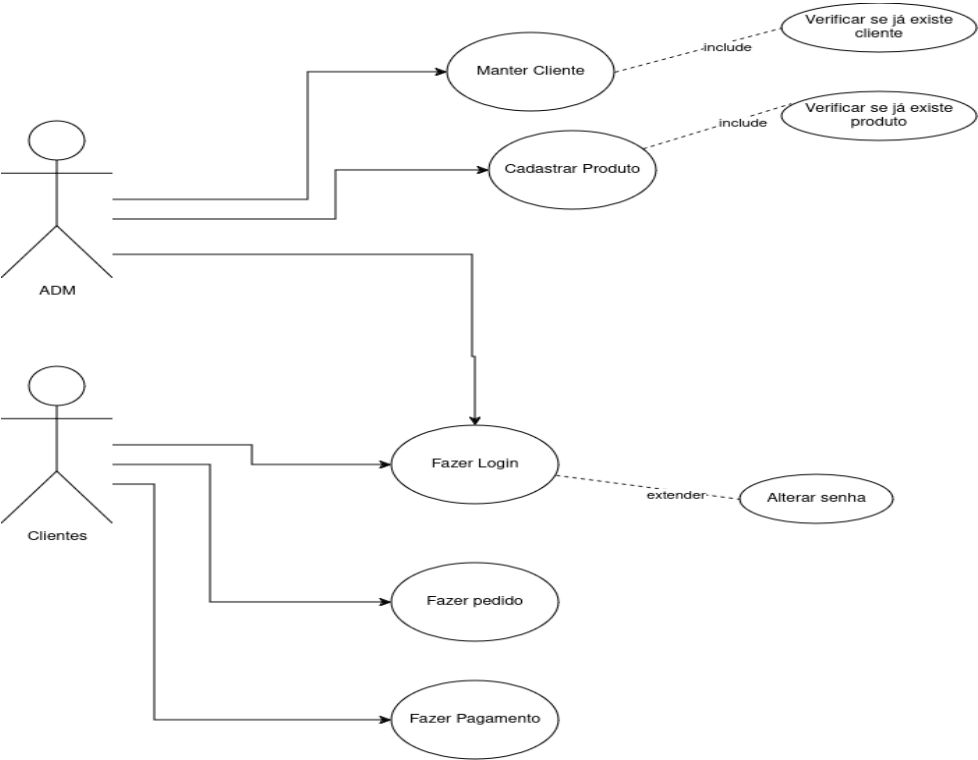 Verificar se já existe
cliente
include
Manter Cliente
Verificar se já existe
produto
include
Cadastrar Produto
ADM
Fazer Login
extender
Alterar senha
Clientes
Fazer pedido
Fazer Pagamento